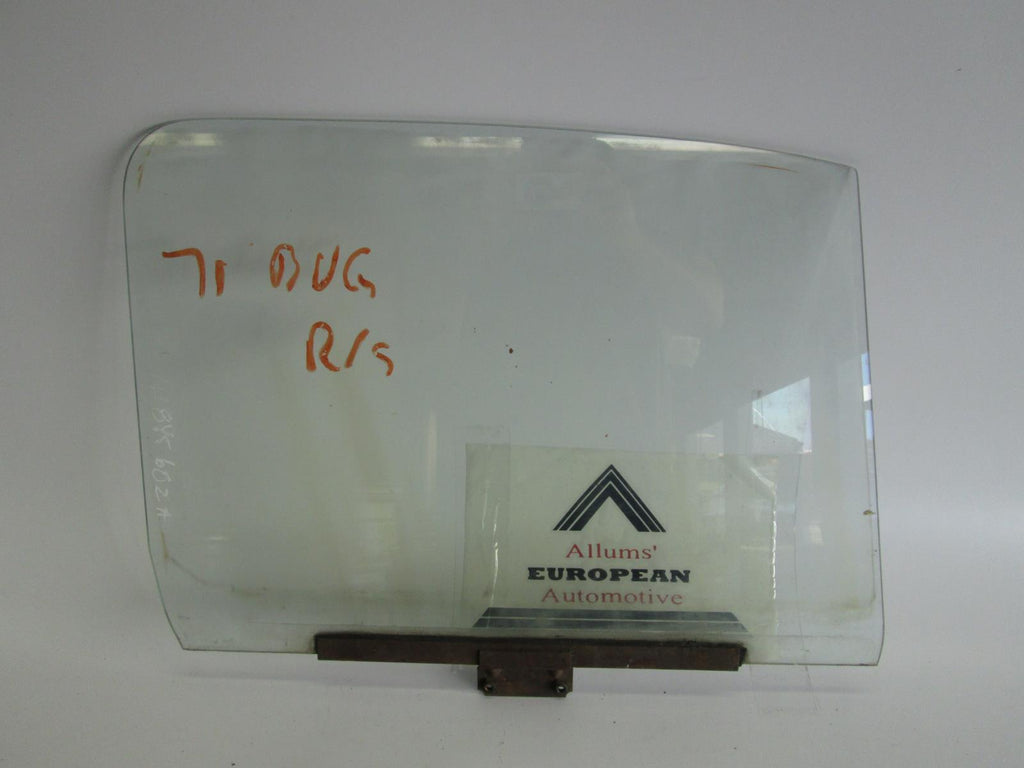 71 BUG
R/S
Allums'
EUROPEAN
Automotive